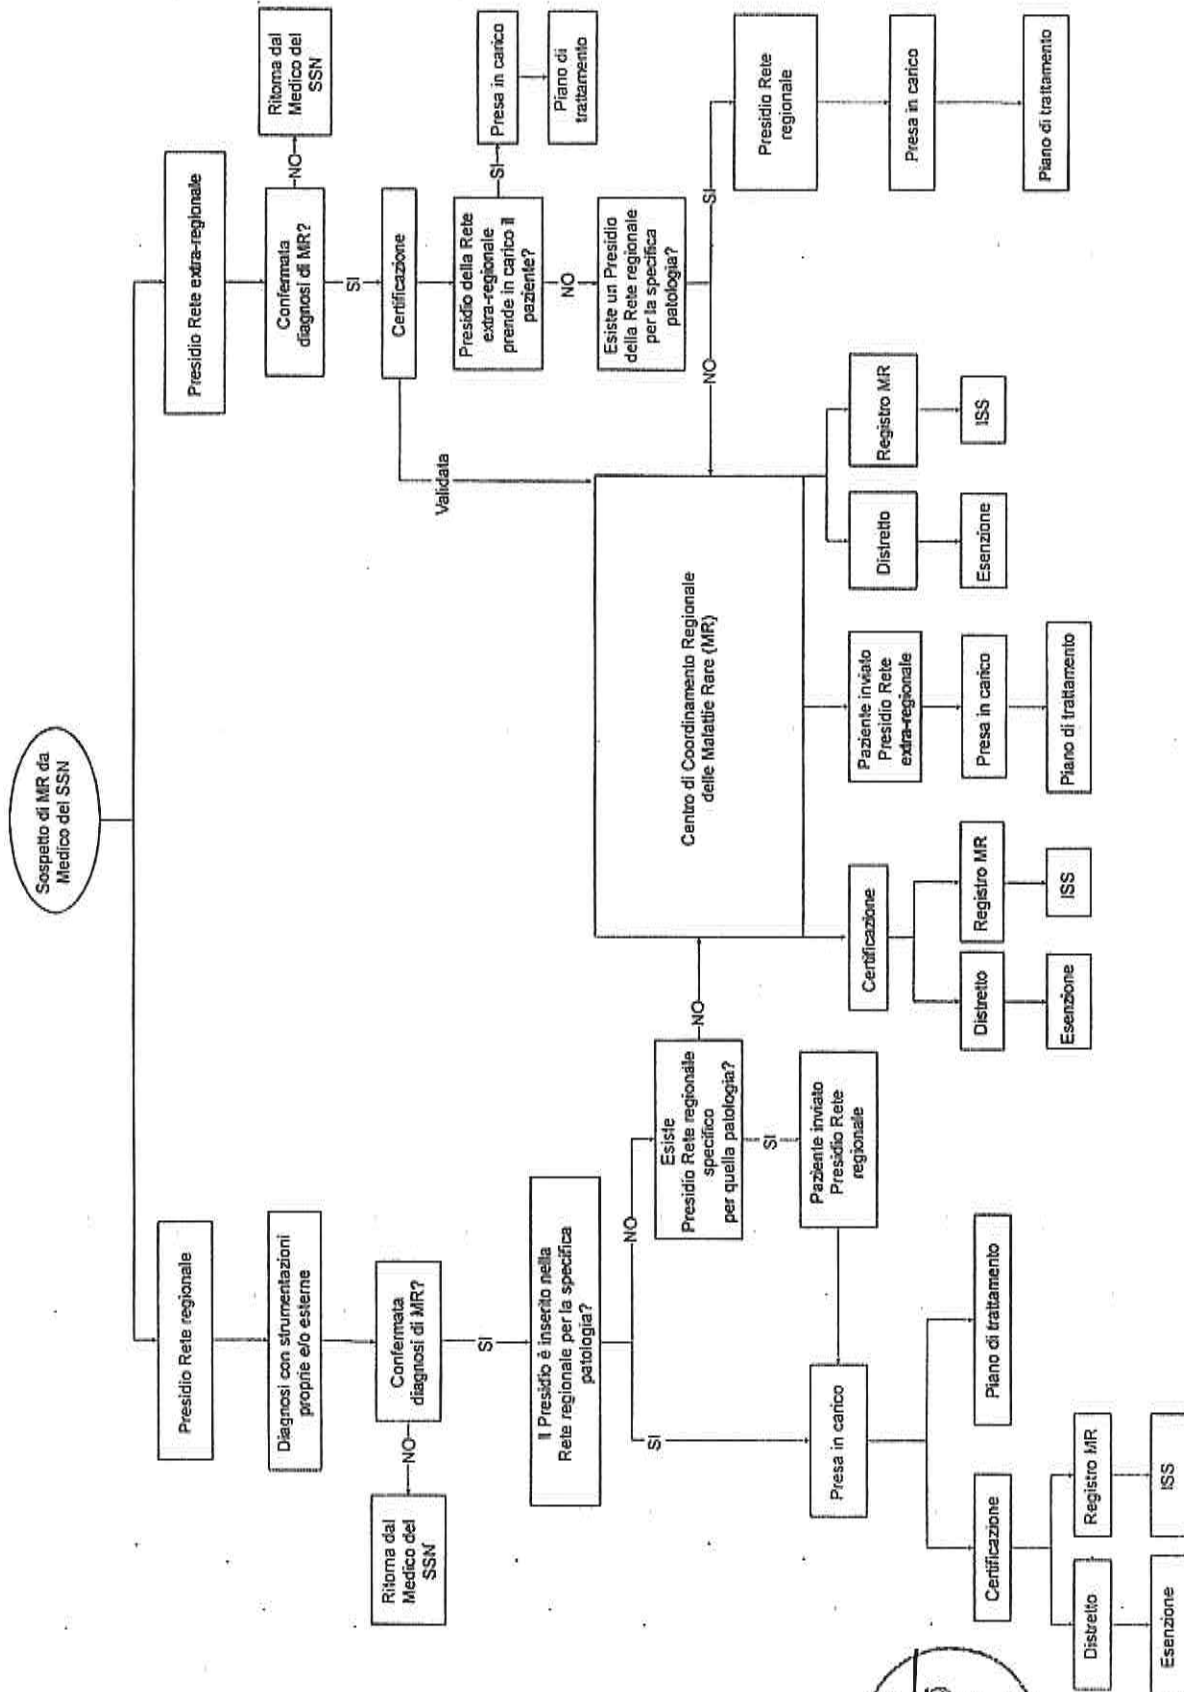 Sospetto di MR da
Medico del SSN
Presidio Rete regionale
Diagnosi con strumentazioni
proprie e/o esterne
Confermata
diagnosi di MR?
NO
Ritorna dal
Medico del
SSN
SI
Il Presidio è inserito nella
Rete regionale per la specifica
patologia?
NO
SI
Esiste
Presidio Rete regionale
specifico
per quella patologia?
NO
SI
Paziente inviato
Presidio Rete
regionale
Presa in carico
Certificazione
Piano di trattamento
Distretto
Registro MR
Esenzione
ISS
Presidio Rete extra-regionale
Confermata
diagnosi di MR?
NO
Ritorna dal
Medico del
SSN
SI
Certificazione
Validata
Presidio della Rete
extra-regionale
prende in carico il
paziente?
SI
Presa in carico
Piano di
trattamento
NO
Esiste un Presidio
della Rete regionale
per la specifica
patologia?
NO
SI
Presidio Rete
regionale
Presa in carico
Piano di trattamento
Centro di Coordinamento Regionale
delle Malattie Rare (MR)
Certificazione
Distretto
Registro MR
Esenzione
ISS
Paziente inviato
Presidio Rete
extra-regionale
Presa in carico
Piano di trattamento
Distretto
Registro MR
Esenzione
ISS